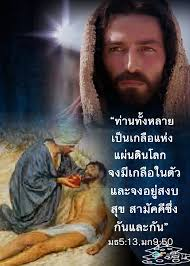 “ท่านทั้งหลาย
เป็นเกลือแห่ง
แผ่นดินโลก
จงมีเกลือในตัว
และจงอยู่สงบ
สุข สามัคคีซึ่ง
กันและกัน”
มธ5:13,มก9:50